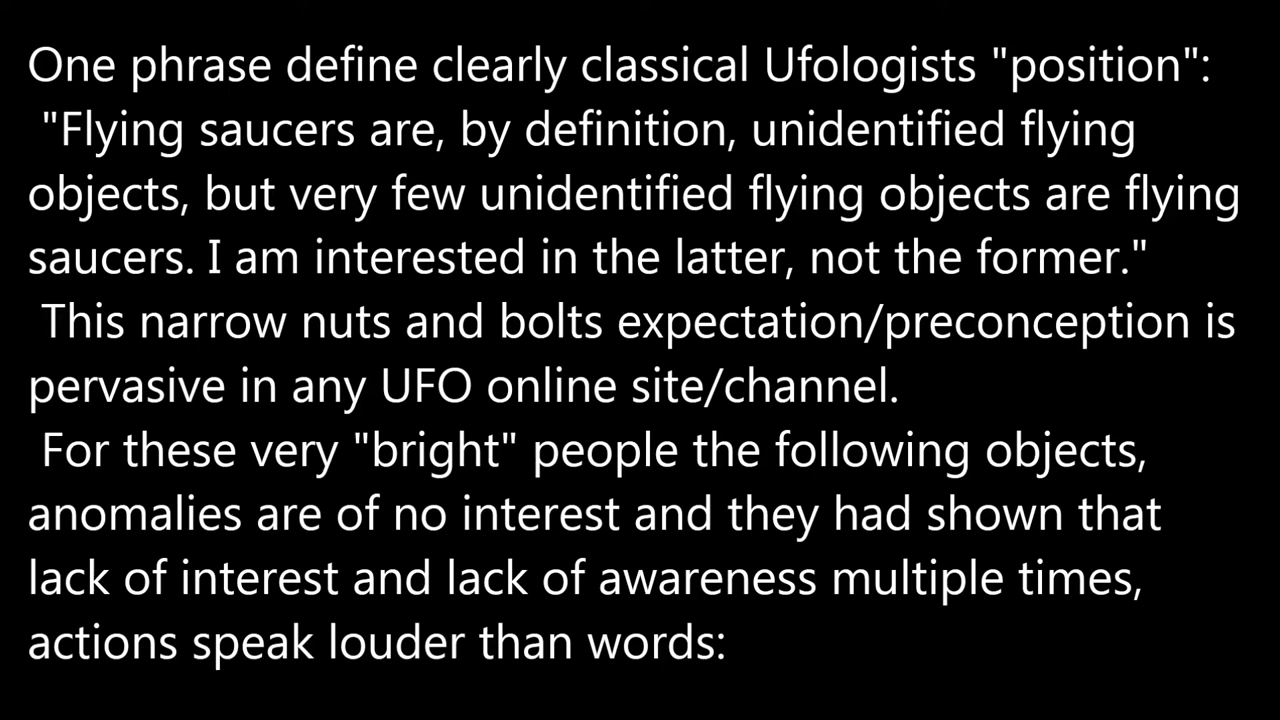 One phrase define clearly classical Ufologists "position":
"Flying saucers are, by definition, unidentified flying
objects, but very few unidentified flying objects are flying
saucers. I am interested in the latter, not the former."
This narrow nuts and bolts expectation/preconception is
pervasive in any UFO online site/channel.
For these very "bright" people the following objects,
anomalies are of no interest and they had shown that
lack of interest and lack of awareness multiple times,
actions speak louder than words: